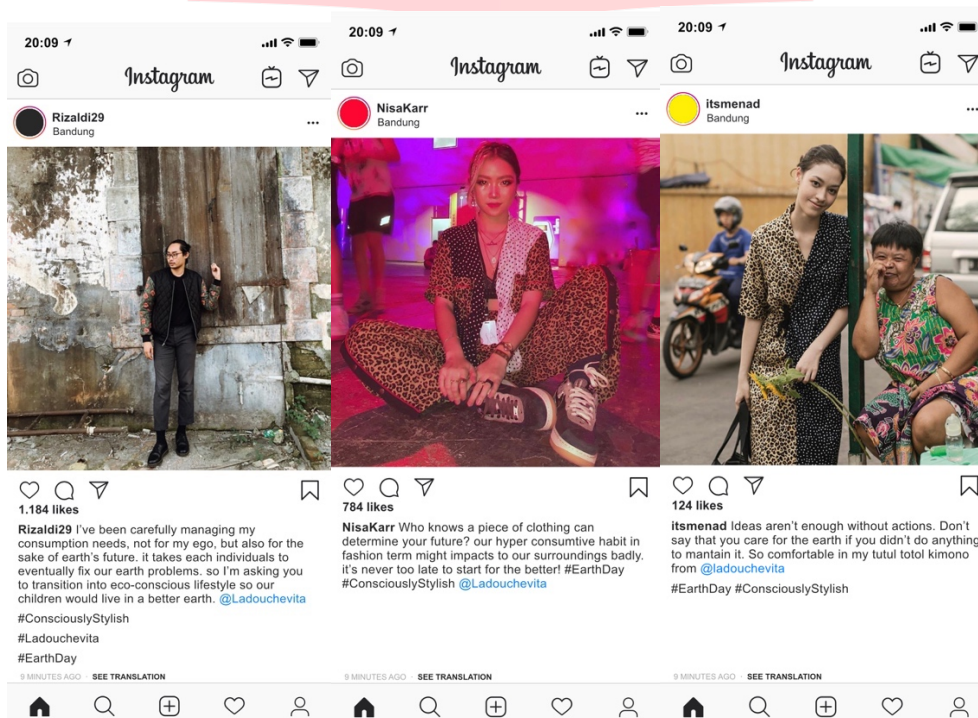 20:09
Instagram
Rizaldi29
Bandung
1.184 likes
Rizaldi29 I've been carefully managing my
consumption needs, not for my ego, but also for the
sake of earth's future. it takes each individuals to
eventually fix our earth problems. so I'm asking you
to transition into eco-conscious lifestyle so our
children would live in a better earth. @Ladouchevita
#ConsciouslyStylish
#Ladouchevita
#EarthDay
9 MINUTES AGO · SEE TRANSLATION
20:09
Instagram
NisaKarr
Bandung
784 likes
NisaKarr Who knows a piece of clothing can
determine your future? our hyper consumtive habit in
fashion term might impacts to our surroundings badly.
it's never too late to start for the better! #EarthDay
#ConsciouslyStylish @Ladouchevita
9 MINUTES AGO · SEE TRANSLATION
20:09
Instagram
itsmenad
Bandung
124 likes
itsmenad Ideas aren't enough without actions. Don't
say that you care for the earth if you didn't do anything
to mantain it. So comfortable in my tutul totol kimono
from @ladouchevita
#EarthDay #ConsciouslyStylish
9 MINUTES AGO · SEE TRANSLATION